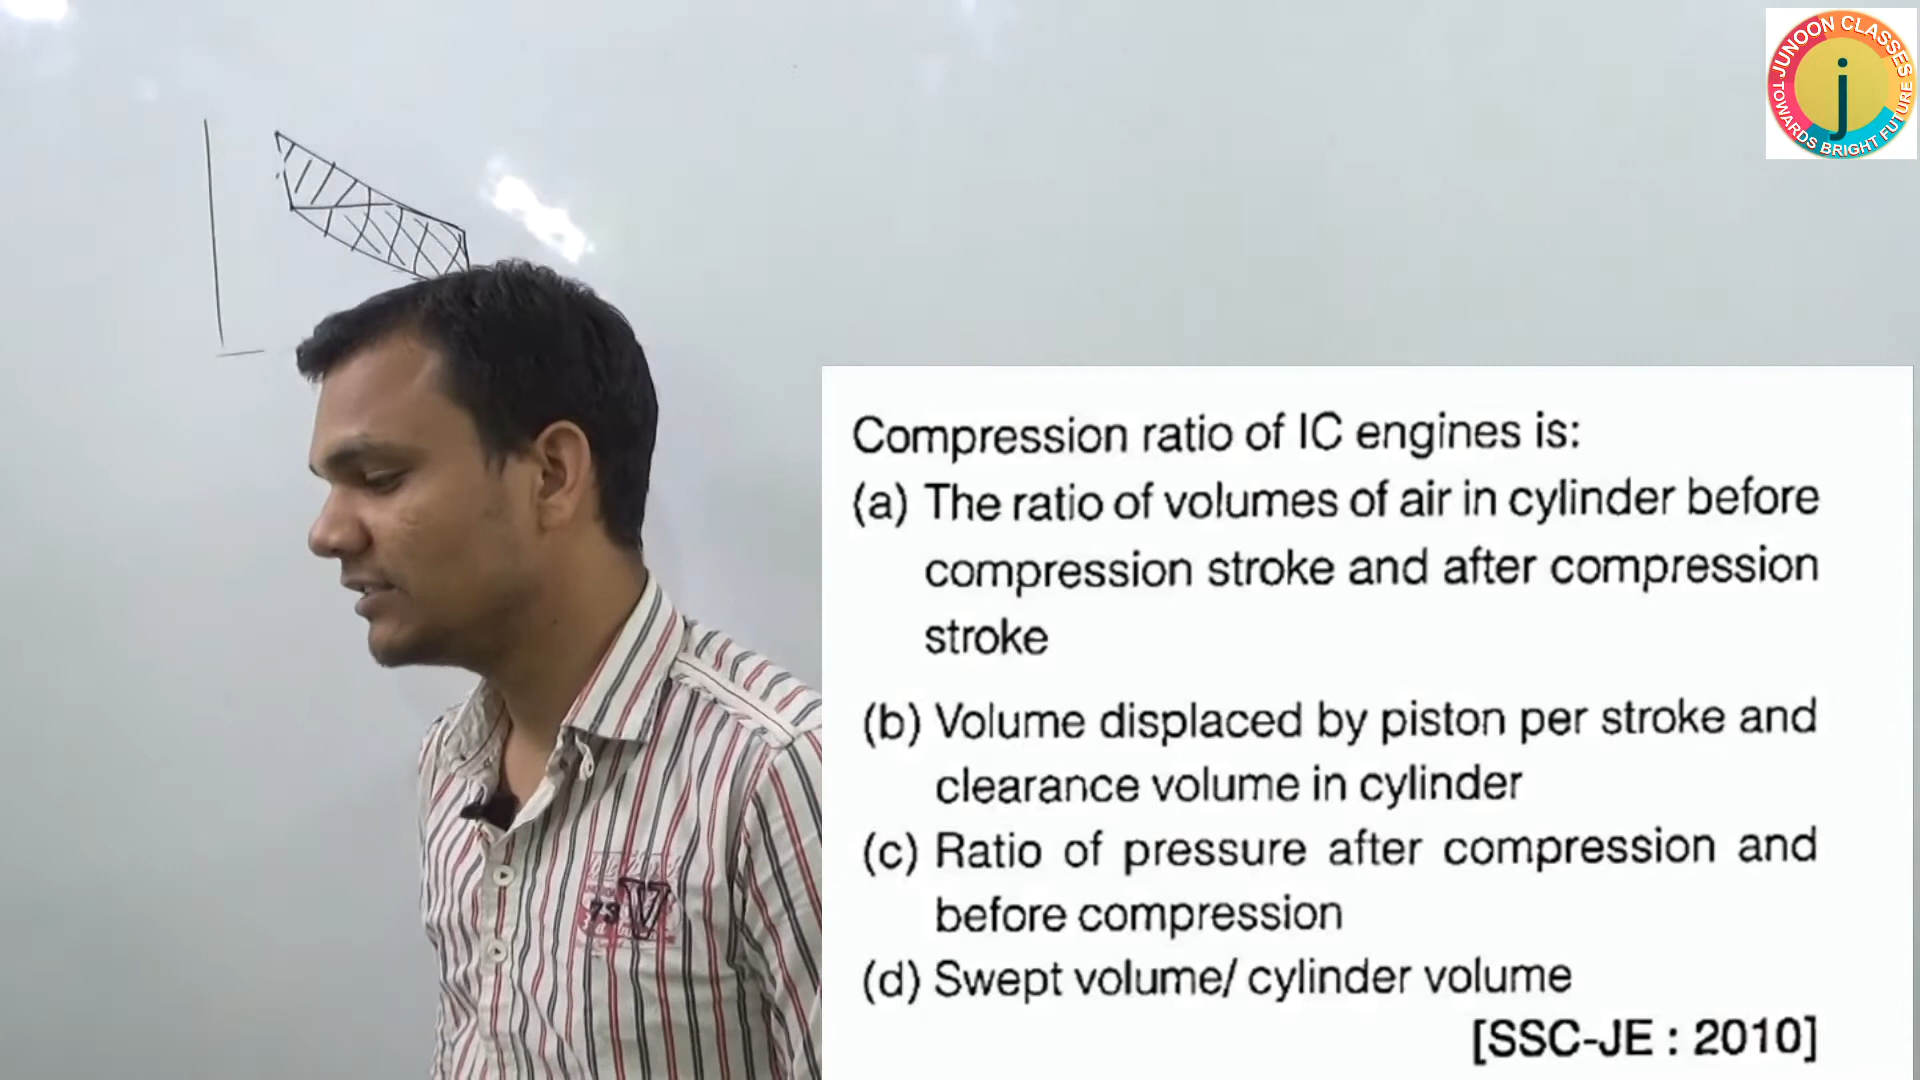 JUNOON CLASSES
j
TOWARDS BRIGHT FUTURE
Compression ratio of IC engines is:
(a) The ratio of volumes of air in cylinder before
compression stroke and after compression
stroke
(b) Volume displaced by piston per stroke and
clearance volume in cylinder
(c) Ratio of pressure after compression and
before compression
(d) Swept volume/ cylinder volume
[SSC-JE : 2010]
73 V